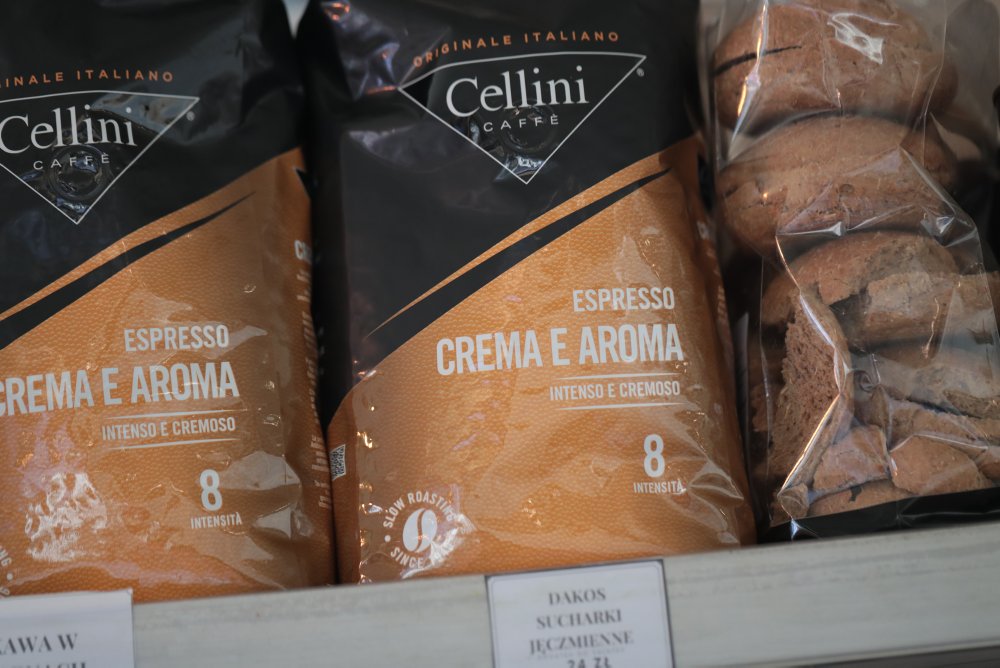 ORIGINALE ITALIANO
Cellini
CAFFÈ
ESPRESSO
CREMA E AROMA
INTENSO E CREMOSO
8
INTENSITÀ
ORIGINALE ITALIANO
Cellini®
CAFFÈ
ESPRESSO
CREMA E AROMA
INTENSO E CREMOSO
8
INTENSITÀ
SLOW ROASTING
SINCE
DAKOS
SUCHARKI
JĘCZMIENNE
24 ZŁ
KAWA W